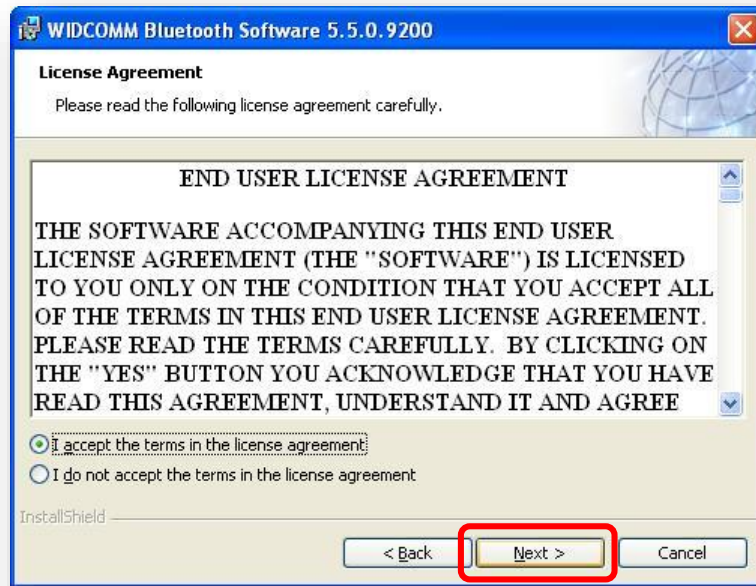 WIDCOMM Bluetooth Software 5.5.0.9200
License Agreement
Please read the following license agreement carefully.
END USER LICENSE AGREEMENT
THE SOFTWARE ACCOMPANYING THIS END USER
LICENSE AGREEMENT (THE "SOFTWARE") IS LICENSED
TO YOU ONLY ON THE CONDITION THAT YOU ACCEPT ALL
OF THE TERMS IN THIS END USER LICENSE AGREEMENT.
PLEASE READ THE TERMS CAREFULLY. BY CLICKING ON
THE "YES" BUTTON YOU ACKNOWLEDGE THAT YOU HAVE
READ THIS AGREEMENT, UNDERSTAND IT AND AGREE
I accept the terms in the license agreement
I do not accept the terms in the license agreement
InstallShield
< Back Next > Cancel